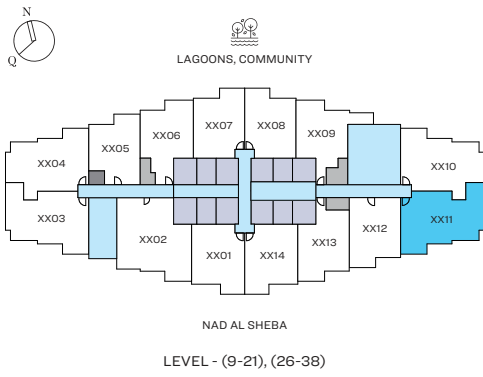 N
Q
LAGOONS, COMMUNITY
XX07 XX08
XX06 XX09
XX05
XX04 XX10
XX03 XX11
XX02 XX12
XX01 XX14 XX13
NAD AL SHEBA
LEVEL - (9-21), (26-38)